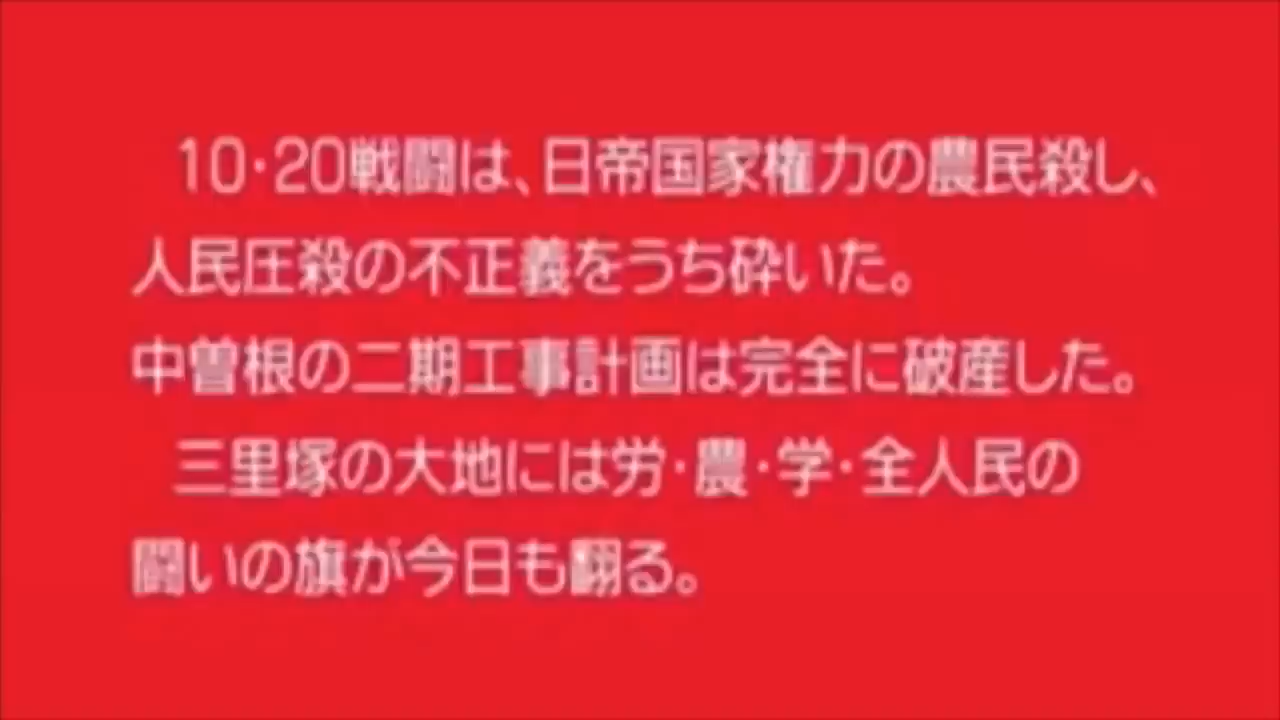 10・20戦闘は、日帝国家権力の農民殺し、
人民圧殺の不正義をうち砕いた。
中曽根の二期工事計画は完全に破産した。
三里塚の大地には労・農・学・全人民の
闘いの旗が今日も翻る。